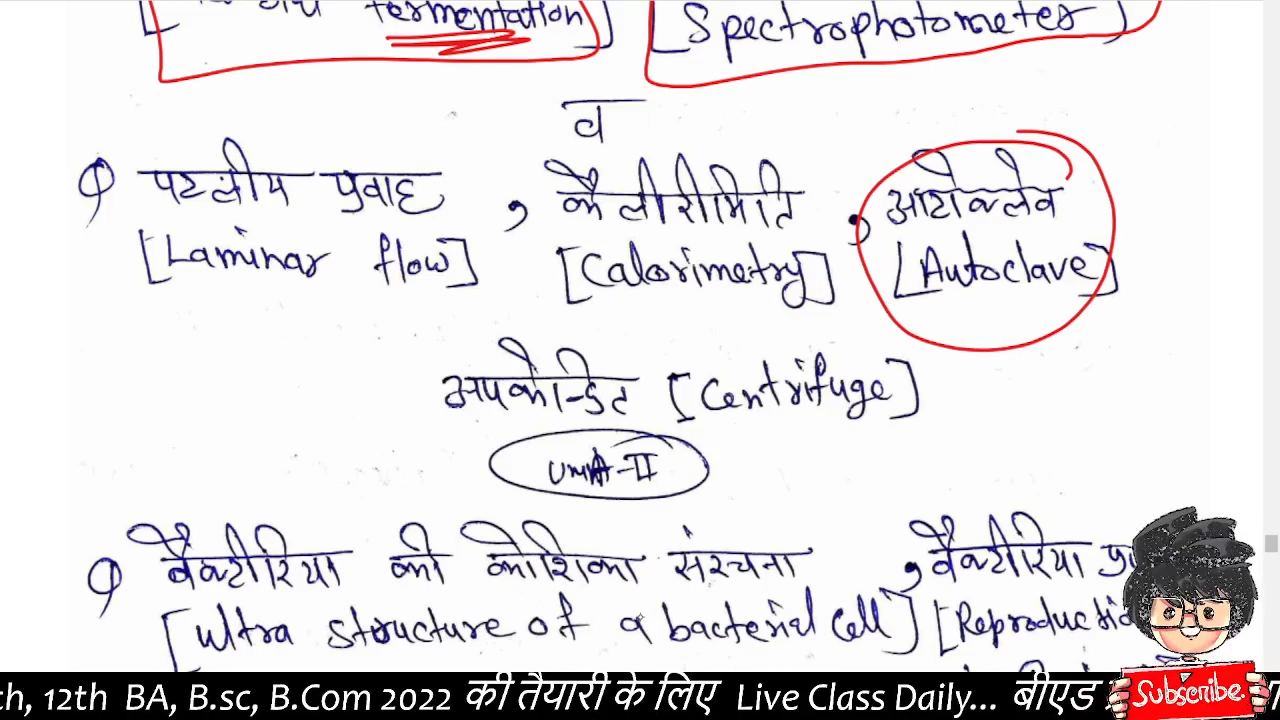 fermentation] [Spectrophotometer]
व
Q पटलीय प्रवाह , कैलोरीमिति , आटोक्लेव
[Laminar flow] [Calorimetry] [Autoclave]
अपकेन्द्रित [Centrifuge]
Unit-II
Q बैक्टीरिया की कोशिका संरचना , बैक्टीरिया
[Ultra structure of a bacterial cell] [Reproductio
th, 12th BA, B.sc, B.Com 2022 की तैयारी के लिए Live Class Daily... बीएड
Subscribe